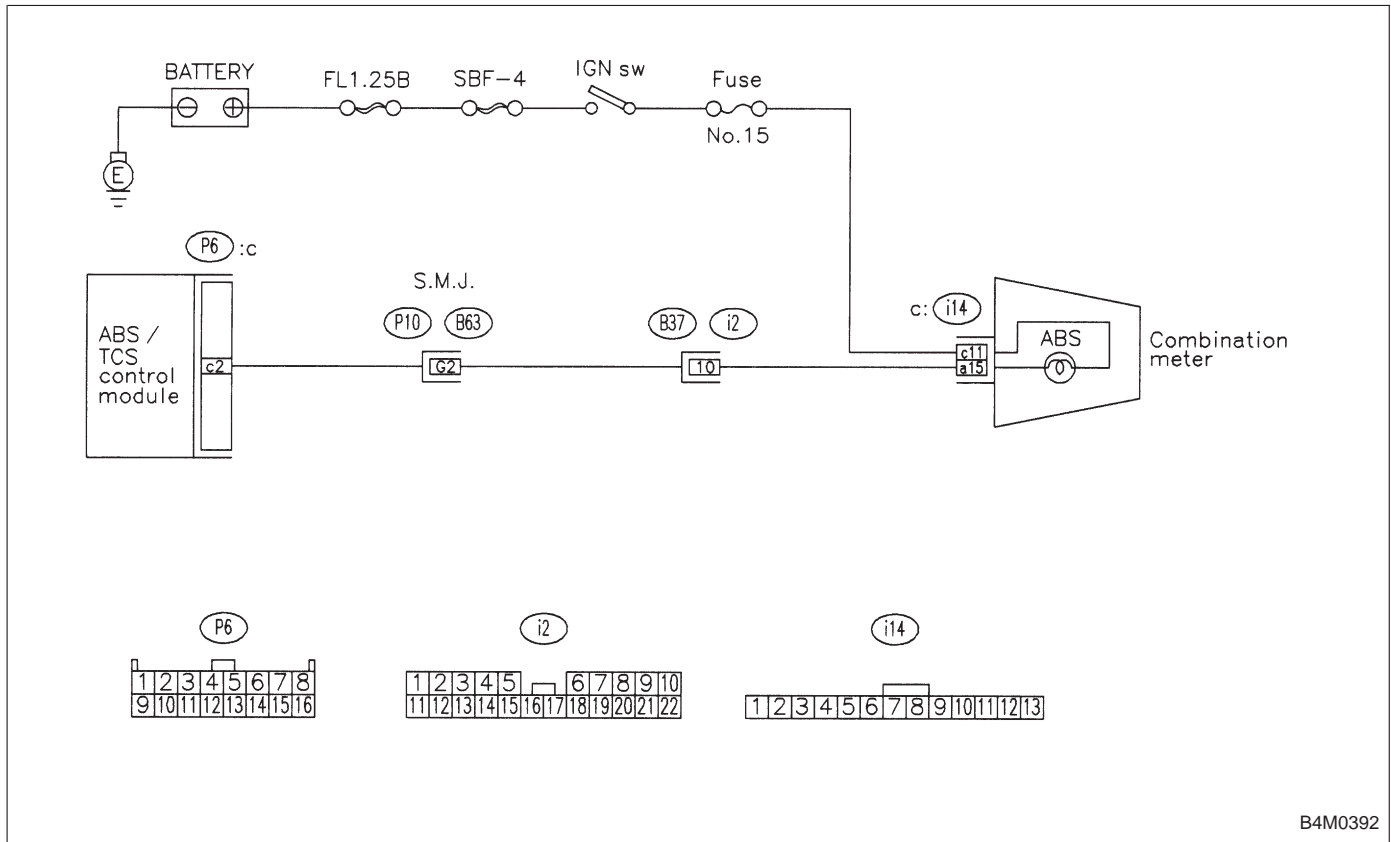 BATTERY FL1.25B SBF-4 IGN sw Fuse
No.15
E
P6 :c
S.M.J.
P10 B63 B37 i2 c: i14
ABS /
TCS
control
module
c2 G2 10 c11
a15
ABS
Combination
meter
P6 i2 i14
1 2 3 4 5 6 7 8
9 10 11 12 13 14 15 16
1 2 3 4 5 6 7 8 9 10
11 12 13 14 15 16 17 18 19 20 21 22
1 2 3 4 5 6 7 8 9 10 11 12 13
B4M0392